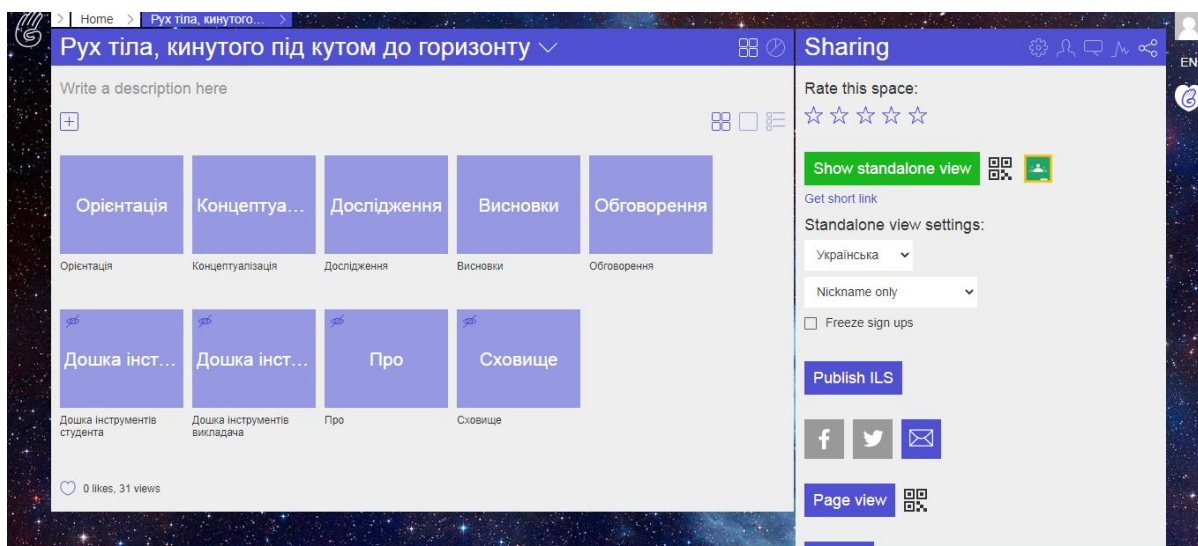 > Home > Рух тіла, кинутого… >
Рух тіла, кинутого під кутом до горизонту
Write a description here
Орієнтація
Концептуа…
Дослідження
Висновки
Обговорення
Орієнтація
Концептуалізація
Дослідження
Висновки
Обговорення
Дошка інст…
Дошка інст…
Про
Сховище
Дошка інструментів
студента
Дошка інструментів
викладача
Про
Сховище
0 likes, 31 views
Sharing
Rate this space:
Show standalone view
Get short link
Standalone view settings:
Українська
Nickname only
Freeze sign ups
Publish ILS
Page view
EN